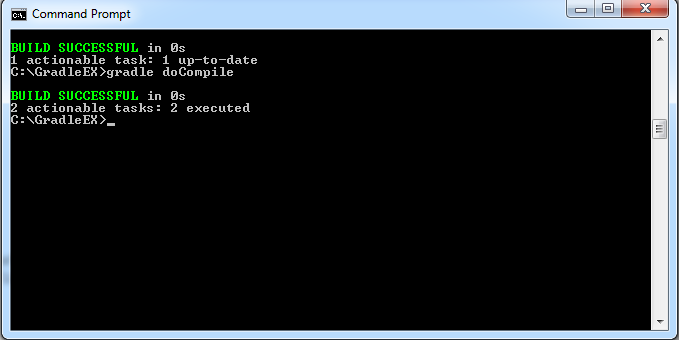 Command Prompt
BUILD SUCCESSFUL in 0s
1 actionable task: 1 up-to-date
C:\GradleEX>gradle doCompile
BUILD SUCCESSFUL in 0s
2 actionable tasks: 2 executed
C:\GradleEX>_